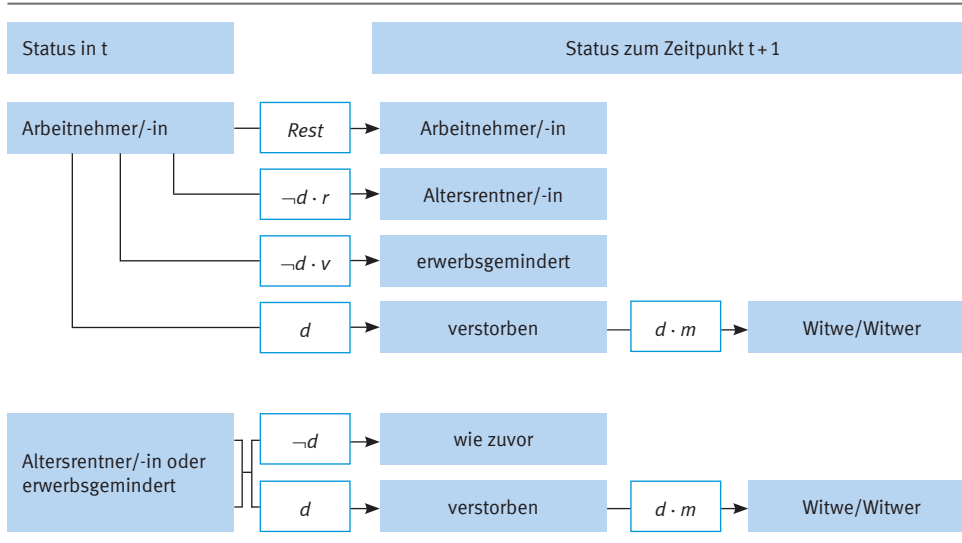 Status in t
Status zum Zeitpunkt t + 1
Arbeitnehmer/-in
Rest
Arbeitnehmer/-in
¬d · r
Altersrentner/-in
¬d · v
erwerbsgemindert
d
verstorben
d · m
Witwe/Witwer
Altersrentner/-in oder
erwerbsgemindert
¬d
wie zuvor
d
verstorben
d · m
Witwe/Witwer